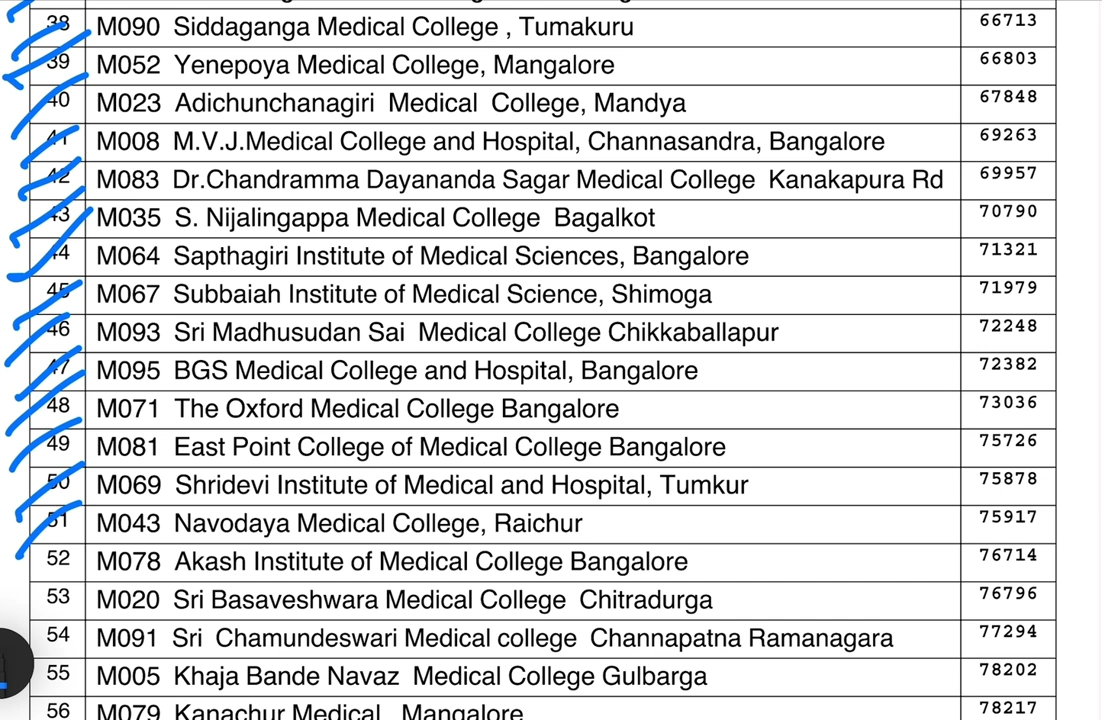 38 M090 Siddaganga Medical College , Tumakuru 66713
39 M052 Yenepoya Medical College, Mangalore 66803
40 M023 Adichunchanagiri Medical College, Mandya 67848
41 M008 M.V.J.Medical College and Hospital, Channasandra, Bangalore 69263
42 M083 Dr.Chandramma Dayananda Sagar Medical College Kanakapura Rd 69957
43 M035 S. Nijalingappa Medical College Bagalkot 70790
44 M064 Sapthagiri Institute of Medical Sciences, Bangalore 71321
45 M067 Subbaiah Institute of Medical Science, Shimoga 71979
46 M093 Sri Madhusudan Sai Medical College Chikkaballapur 72248
47 M095 BGS Medical College and Hospital, Bangalore 72382
48 M071 The Oxford Medical College Bangalore 73036
49 M081 East Point College of Medical College Bangalore 75726
50 M069 Shridevi Institute of Medical and Hospital, Tumkur 75878
51 M043 Navodaya Medical College, Raichur 75917
52 M078 Akash Institute of Medical College Bangalore 76714
53 M020 Sri Basaveshwara Medical College Chitradurga 76796
54 M091 Sri Chamundeswari Medical college Channapatna Ramanagara 77294
55 M005 Khaja Bande Navaz Medical College Gulbarga 78202
56 M079 Kanachur Medical , Mangalore 78217